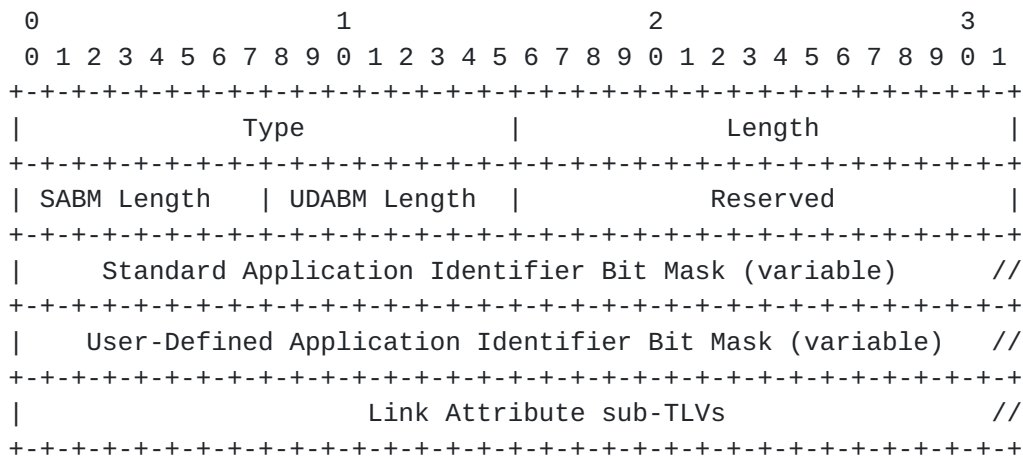 0                   1                   2                   3
 0 1 2 3 4 5 6 7 8 9 0 1 2 3 4 5 6 7 8 9 0 1 2 3 4 5 6 7 8 9 0 1
+-+-+-+-+-+-+-+-+-+-+-+-+-+-+-+-+-+-+-+-+-+-+-+-+-+-+-+-+-+-+-+-+
|              Type             |             Length            |
+-+-+-+-+-+-+-+-+-+-+-+-+-+-+-+-+-+-+-+-+-+-+-+-+-+-+-+-+-+-+-+-+
| SABM Length   | UDABM Length  |            Reserved           |
+-+-+-+-+-+-+-+-+-+-+-+-+-+-+-+-+-+-+-+-+-+-+-+-+-+-+-+-+-+-+-+-+
|     Standard Application Identifier Bit Mask (variable)      //
+-+-+-+-+-+-+-+-+-+-+-+-+-+-+-+-+-+-+-+-+-+-+-+-+-+-+-+-+-+-+-+-+
|    User-Defined Application Identifier Bit Mask (variable)   //
+-+-+-+-+-+-+-+-+-+-+-+-+-+-+-+-+-+-+-+-+-+-+-+-+-+-+-+-+-+-+-+-+
|                      Link Attribute sub-TLVs                 //
+-+-+-+-+-+-+-+-+-+-+-+-+-+-+-+-+-+-+-+-+-+-+-+-+-+-+-+-+-+-+-+-+